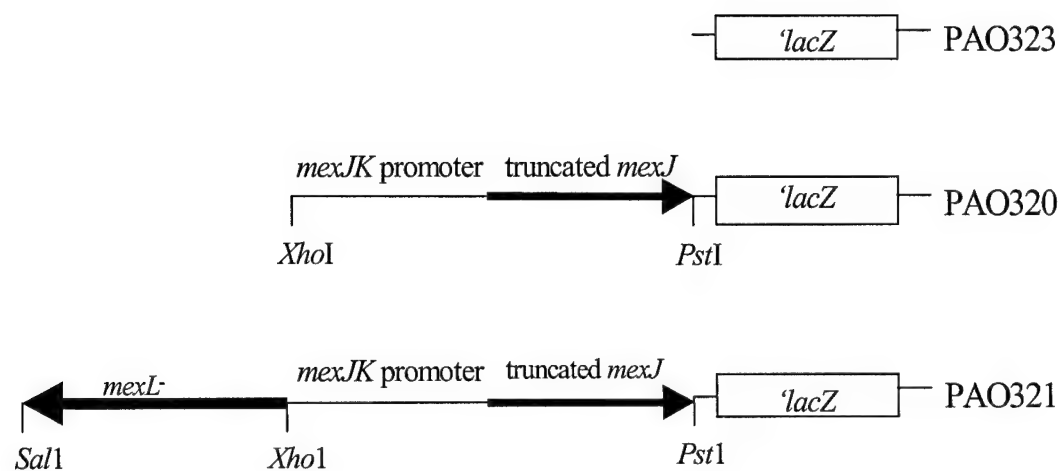 'lacZ PAO323
mexJK promoter truncated mexJ
'lacZ PAO320
XhoI PstI
mexJK promoter truncated mexJ
mexL- 'lacZ PAO321
Sal1 Xho1 Pst1